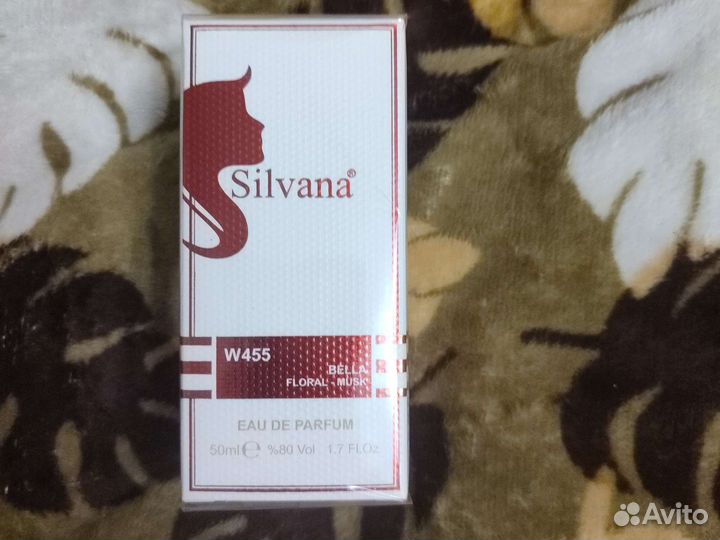 Silvana®
W455
BELLA
FLORAL - MUSK
EAU DE PARFUM
50ml ℮ %80 Vol 1.7 Fl.Oz
Avito